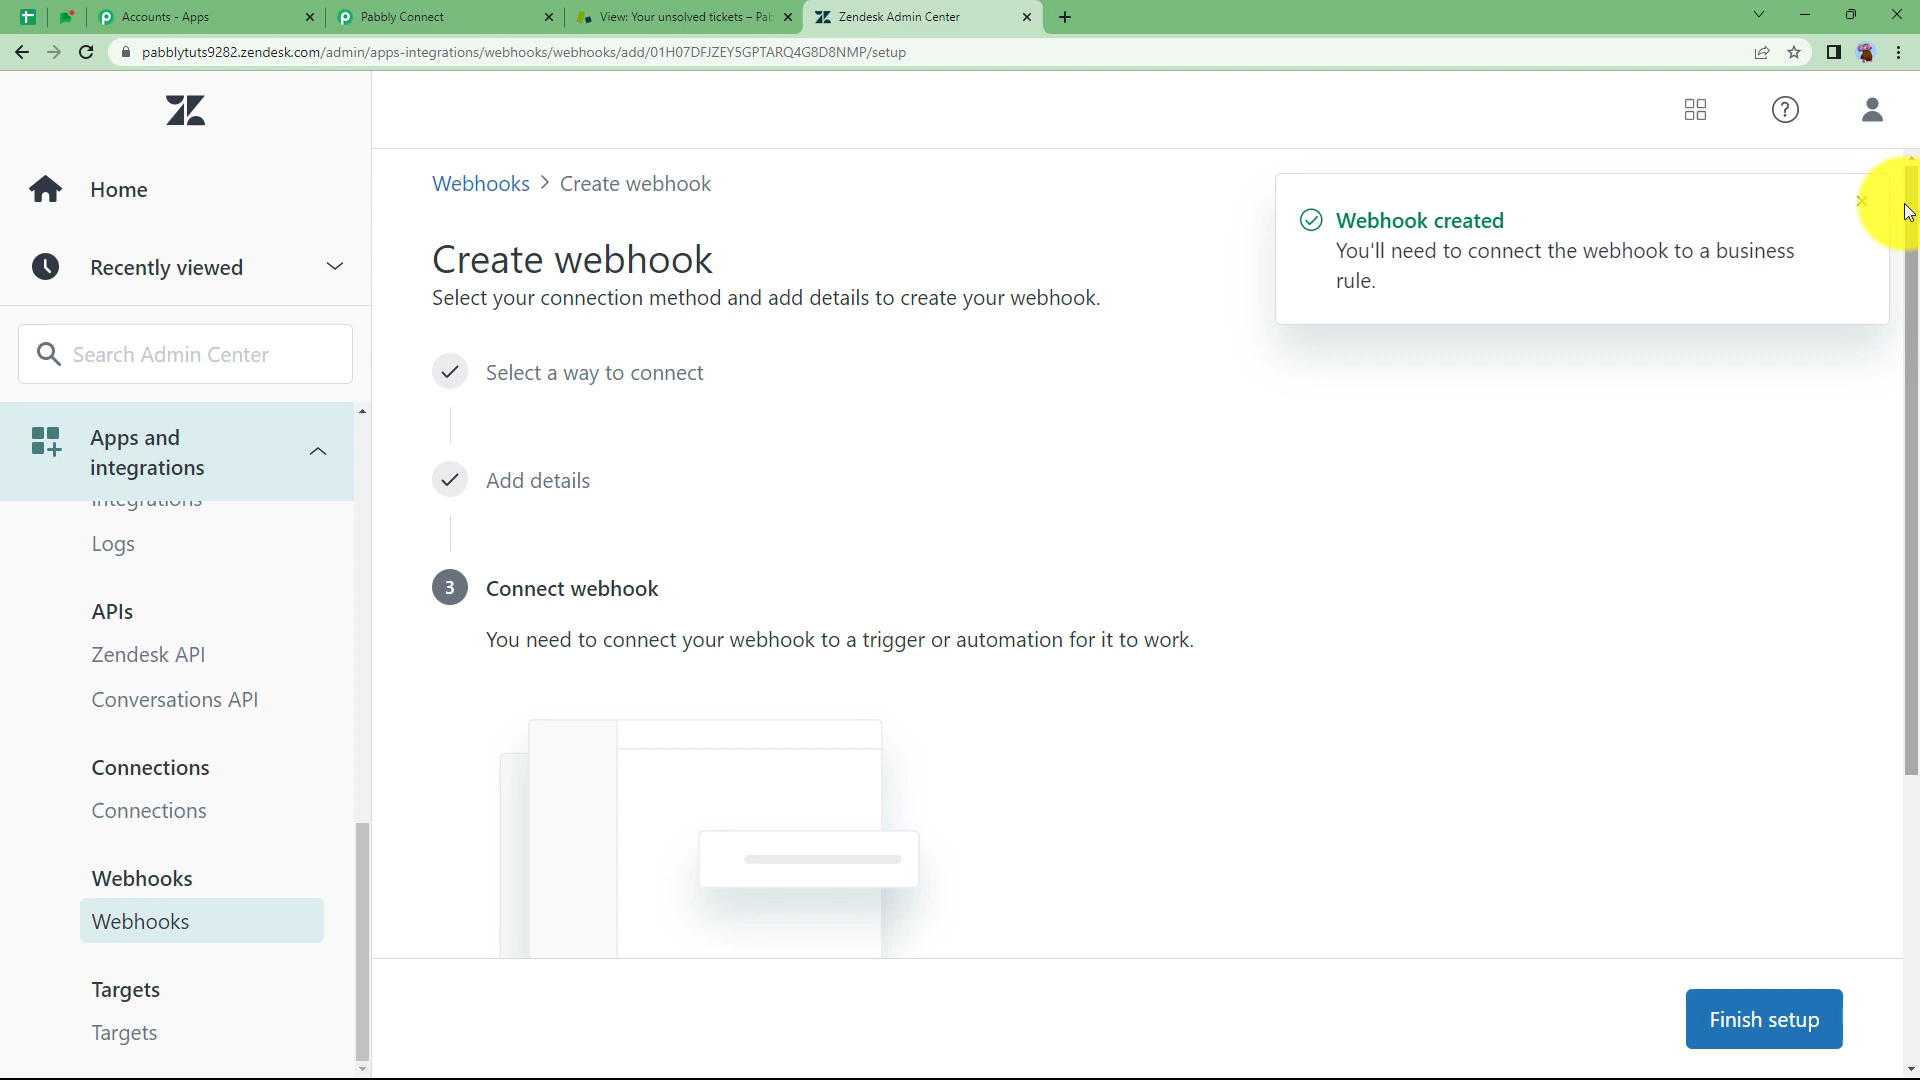 Accounts - Apps
Pabbly Connect
View: Your unsolved tickets – Pab
Zendesk Admin Center
pabblytuts9282.zendesk.com/admin/apps-integrations/webhooks/webhooks/add/01H07DFJZEY5GPTARQ4G8D8NMP/setup
Home
Recently viewed
Search Admin Center
Apps and
integrations
integrations
Logs
APIs
Zendesk API
Conversations API
Connections
Connections
Webhooks
Webhooks
Targets
Targets
Webhooks > Create webhook
Create webhook
Select your connection method and add details to create your webhook.
Select a way to connect
Add details
3 Connect webhook
You need to connect your webhook to a trigger or automation for it to work.
Webhook created
You'll need to connect the webhook to a business
rule.
Finish setup